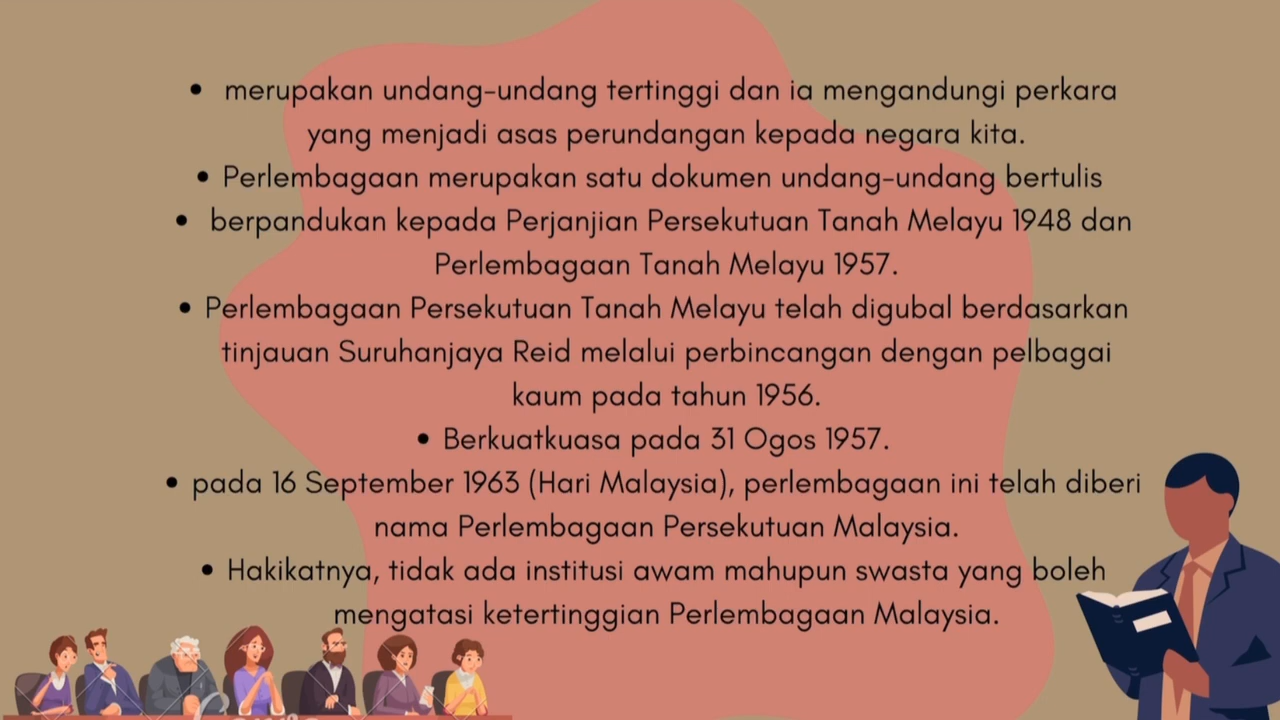 • merupakan undang-undang tertinggi dan ia mengandungi perkara
yang menjadi asas perundangan kepada negara kita.
• Perlembagaan merupakan satu dokumen undang-undang bertulis
• berpandukan kepada Perjanjian Persekutuan Tanah Melayu 1948 dan
Perlembagaan Tanah Melayu 1957.
• Perlembagaan Persekutuan Tanah Melayu telah digubal berdasarkan
tinjauan Suruhanjaya Reid melalui perbincangan dengan pelbagai
kaum pada tahun 1956.
• Berkuatkuasa pada 31 Ogos 1957.
• pada 16 September 1963 (Hari Malaysia), perlembagaan ini telah diberi
nama Perlembagaan Persekutuan Malaysia.
• Hakikatnya, tidak ada institusi awam mahupun swasta yang boleh
mengatasi ketertinggian Perlembagaan Malaysia.